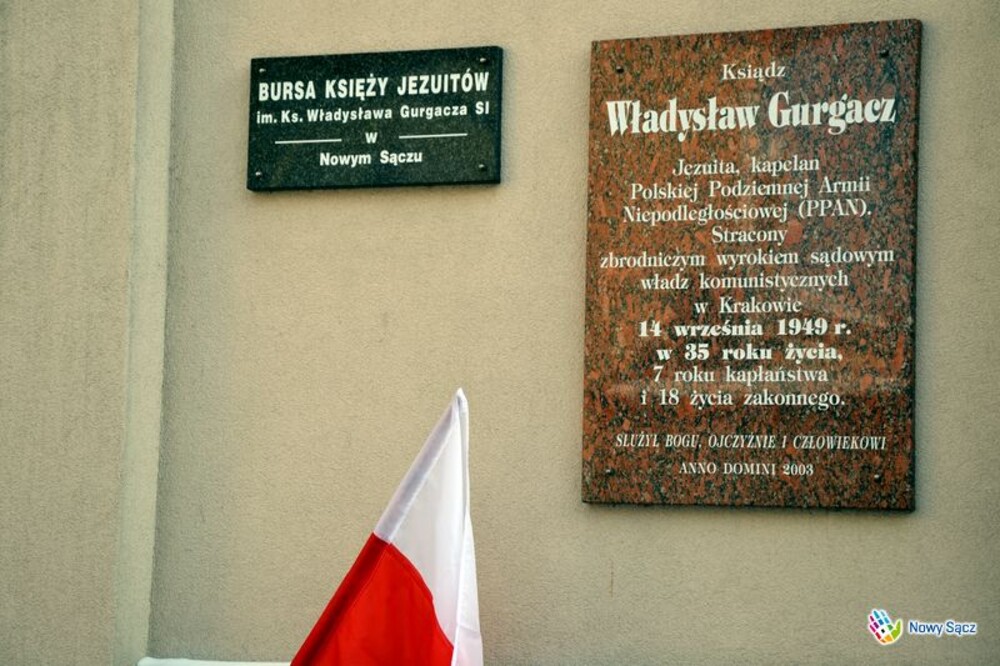 BURSA KSIĘŻY JEZUITÓW
im. Ks. Władysława Gurgacza SI
w
Nowym Sączu
Ksiądz
Władysław Gurgacz
Jezuita, kapelan
Polskiej Podziemnej Armii
Niepodległościowej (PPAN).
Stracony
zbrodniczym wyrokiem sądowym
władz komunistycznych
w Krakowie
14 września 1949 r.
w 35 roku życia,
7 roku kapłaństwa
i 18 życia zakonnego.
SŁUŻYŁ BOGU, OJCZYŹNIE I CZŁOWIEKOWI
ANNO DOMINI 2003
Nowy Sącz